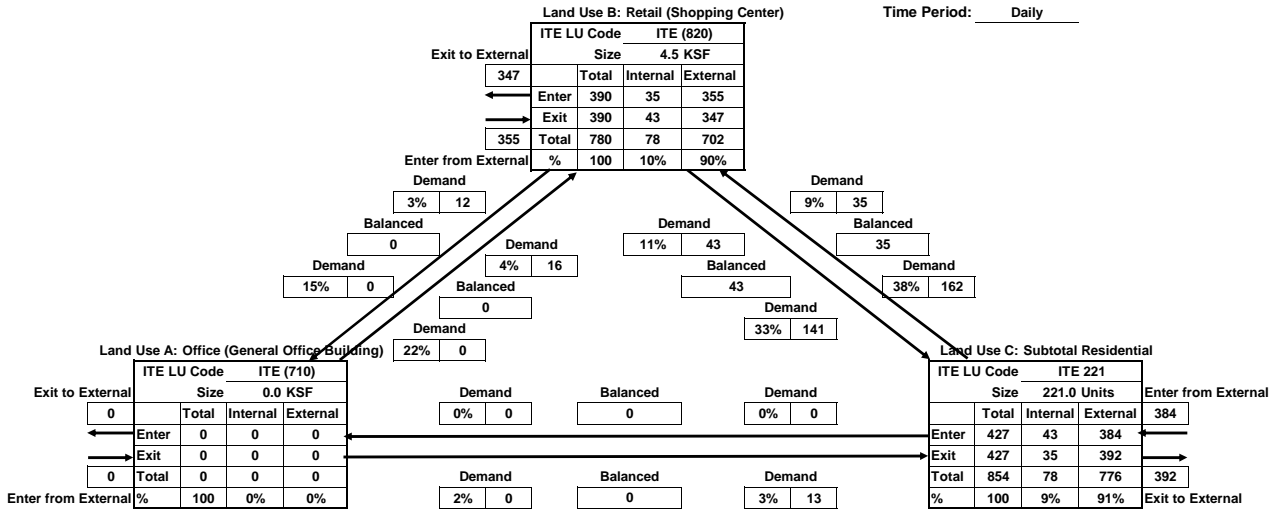 Land Use B: Retail (Shopping Center) Time Period: Daily
ITE LU Code ITE (820)
Exit to External Size 4.5 KSF
347 Total Internal External
Enter 390 35 355
Exit 390 43 347
355 Total 780 78 702
Enter from External % 100 10% 90%
Demand Demand
3% 12 9% 35
Balanced Demand Balanced
0 11% 43 35
Demand Demand Balanced Demand
15% 0 4% 16 43 38% 162
Balanced
0 Demand
Demand 33% 141
22% 0
Land Use A: Office (General Office Building) Land Use C: Subtotal Residential
ITE LU Code ITE (710) ITE LU Code ITE 221
Exit to External Size 0.0 KSF Size 221.0 Units Enter from External
0 Total Internal External Demand Balanced Demand Total Internal External 384
0% 0 0 0% 0
Enter 0 0 0 Enter 427 43 384
Exit 0 0 0 Exit 427 35 392
0 Total 0 0 0 Demand Balanced Demand Total 854 78 776 392
Enter from External % 100 0% 0% 2% 0 0 3% 13 % 100 9% 91% Exit to External